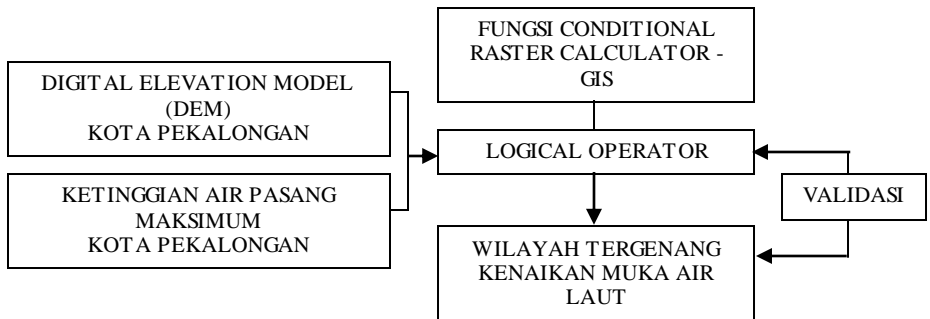 FUNGSI CONDITIONAL
RASTER CALCULATOR -
GIS
DIGITAL ELEVATION MODEL
(DEM)
KOTA PEKALONGAN
LOGICAL OPERATOR
KETINGGIAN AIR PASANG
MAKSIMUM
KOTA PEKALONGAN
VALIDASI
WILAYAH TERGENANG
KENAIKAN MUKA AIR
LAUT